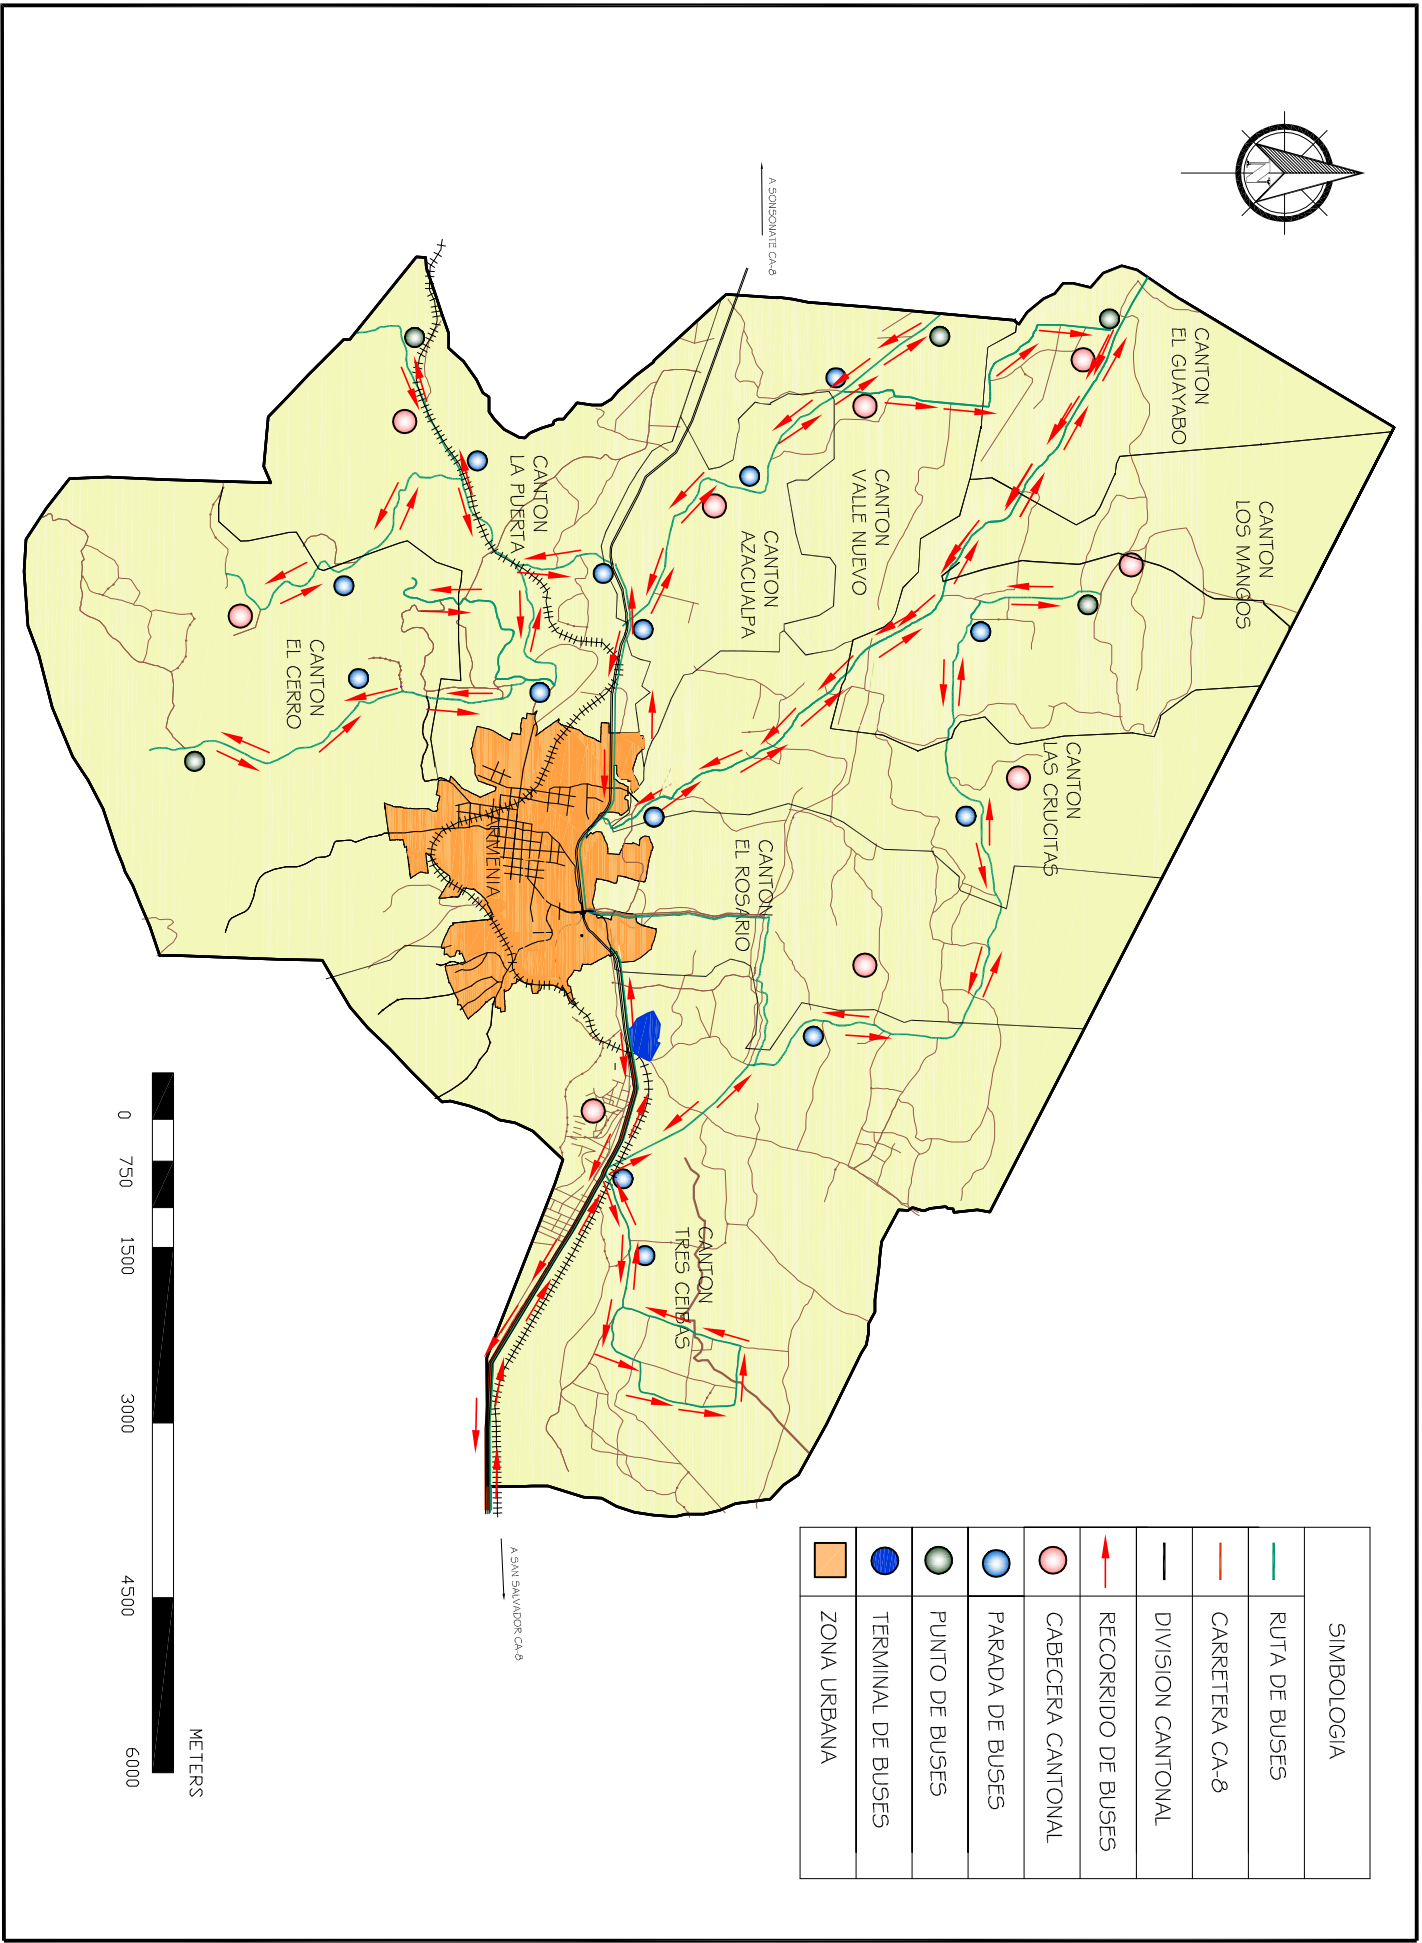 SIMBOLOGIA
RUTA DE BUSES
CARRETERA CA-8
DIVISION CANTONAL
RECORRIDO DE BUSES
CABECERA CANTONAL
PARADA DE BUSES
PUNTO DE BUSES
TERMINAL DE BUSES
ZONA URBANA
N
CANTON
LOS MANGOS
CANTON
EL GUAYABO
CANTON
LAS CRUCITAS
CANTON
VALLE NUEVO
A SONSONATE CA-8
CANTON
AZACUALPA
CANTON
EL ROSARIO
CANTON
TRES CEIBAS
CANTON
LA PUERTA
ARMENIA
A SAN SALVADOR CA-8
CANTON
EL CERRO
METERS
0
750
1500
3000
4500
6000